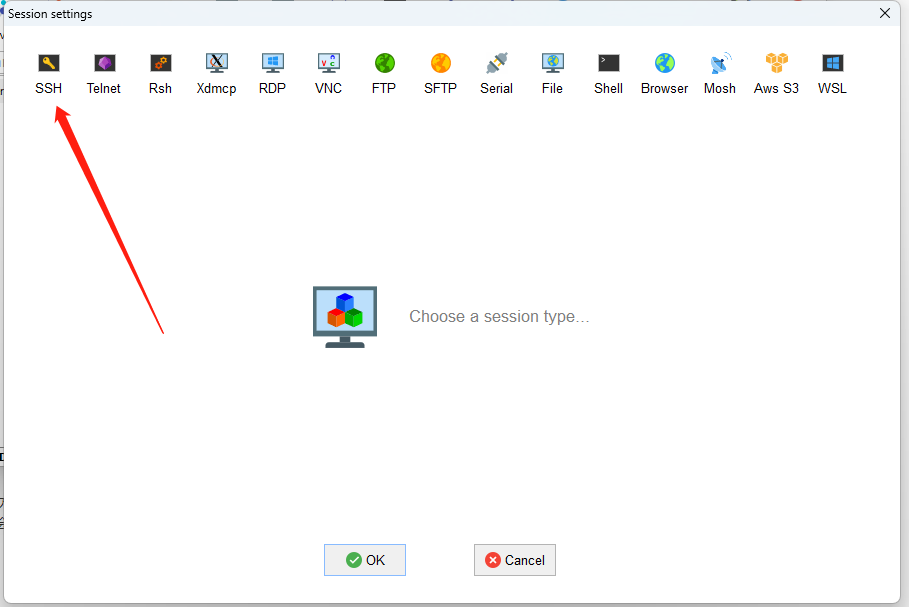 Session settings
SSH Telnet Rsh Xdmcp RDP VNC FTP SFTP Serial File Shell Browser Mosh Aws S3 WSL
Choose a session type...
OK Cancel